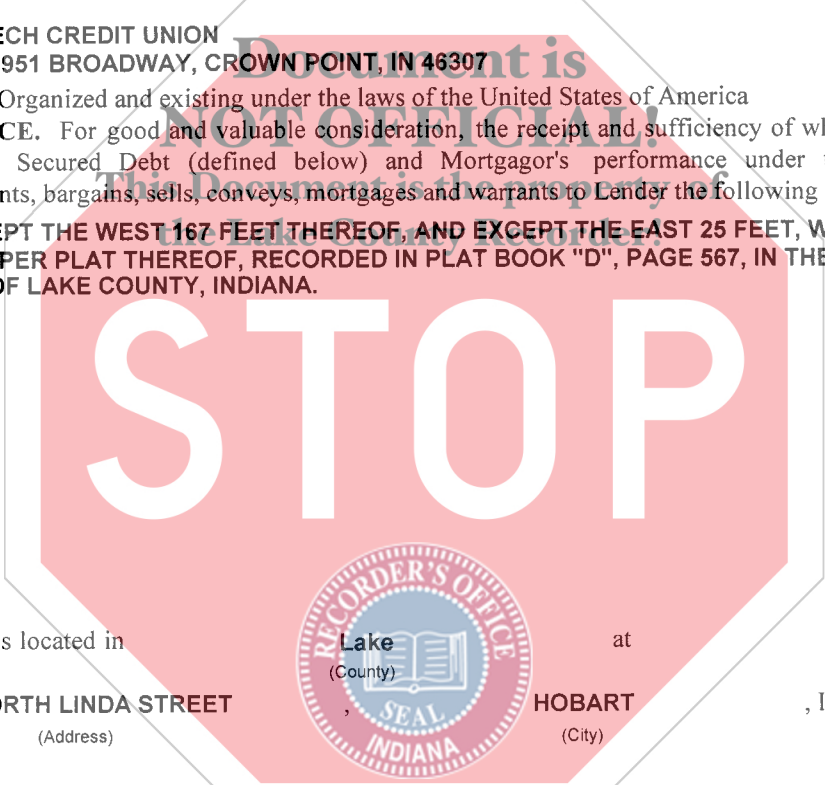 ECH CREDIT UNION
951 BROADWAY, CROWN POINT, IN 46307
Document is
Organized and existing under the laws of the United States of America
NOT OFFICIAL!
CE. For good and valuable consideration, the receipt and sufficiency of wh
Secured Debt (defined below) and Mortgagor's performance under
This Document is the property of
nts, bargains, sells, conveys, mortgages and warrants to Lender the following
the Lake County Recorder!
EPT THE WEST 167 FEET THEREOF, AND EXCEPT THE EAST 25 FEET, W
PER PLAT THEREOF, RECORDED IN PLAT BOOK "D", PAGE 567, IN THE
OF LAKE COUNTY, INDIANA.
STOP
RECORDER'S OFFICE
SEAL
INDIANA
s located in Lake at
(County)
ORTH LINDA STREET , HOBART , I
(Address) (City)